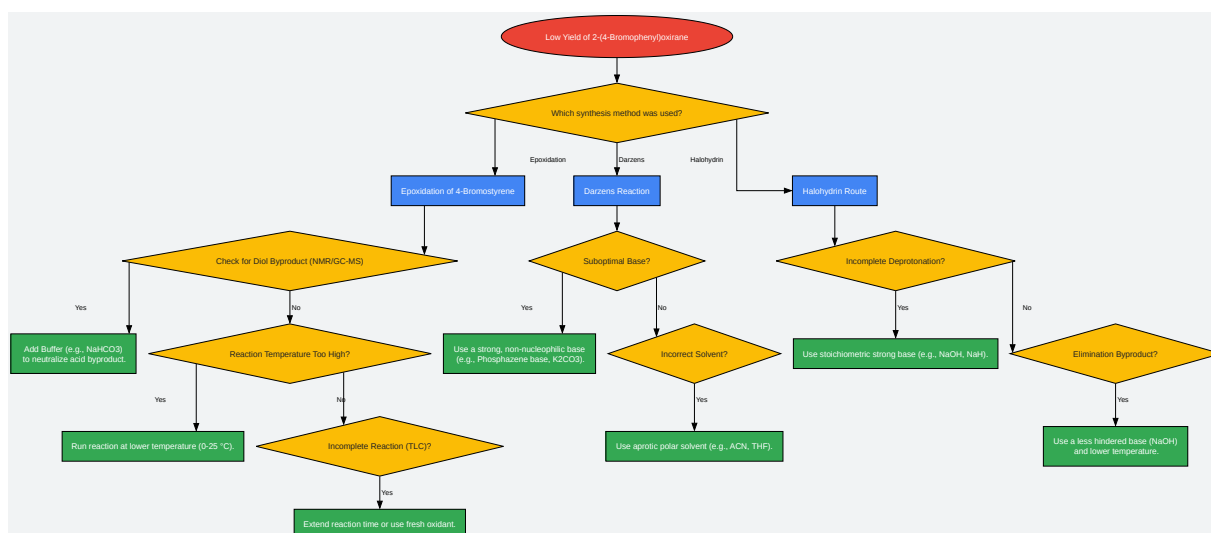 Low Yield of 2-(4-Bromophenyl)oxirane
Which synthesis method was used?
Epoxidation
Darzens
Halohydrin
Epoxidation of 4-Bromostyrene
Darzens Reaction
Halohydrin Route
Check for Diol Byproduct (NMR/GC-MS)
Suboptimal Base?
Incomplete Deprotonation?
Yes
No
Yes
No
Yes
No
Add Buffer (e.g., NaHCO3)
to neutralize acid byproduct.
Reaction Temperature Too High?
Use a strong, non-nucleophilic base
(e.g., Phosphazene base, K2CO3).
Incorrect Solvent?
Use stoichiometric strong base (e.g., NaOH, NaH).
Elimination Byproduct?
Yes
No
Yes
Yes
Run reaction at lower temperature (0-25 °C).
Incomplete Reaction (TLC)?
Use aprotic polar solvent (e.g., ACN, THF).
Use a less hindered base (NaOH)
and lower temperature.
Yes
Extend reaction time or use fresh oxidant.